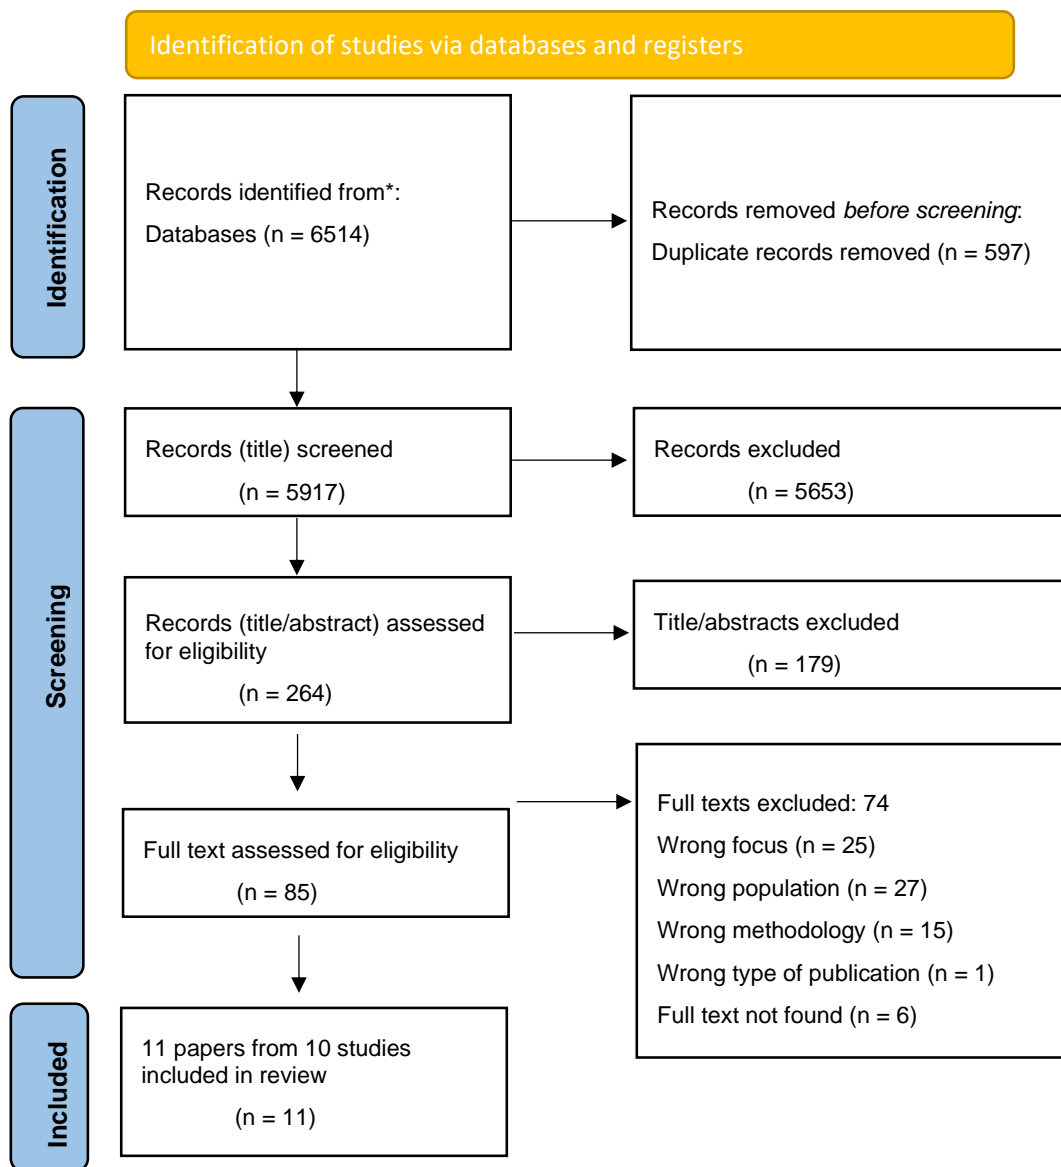 Identification of studies via databases and registers
Identification
Records identified from*:
Databases (n = 6514)
Records removed before screening:
Duplicate records removed (n = 597)
Screening
Records (title) screened
(n = 5917)
Records excluded
(n = 5653)
Records (title/abstract) assessed
for eligibility
(n = 264)
Title/abstracts excluded
(n = 179)
Full text assessed for eligibility
(n = 85)
Full texts excluded: 74
Wrong focus (n = 25)
Wrong population (n = 27)
Wrong methodology (n = 15)
Wrong type of publication (n = 1)
Full text not found (n = 6)
Included
11 papers from 10 studies
included in review
(n = 11)